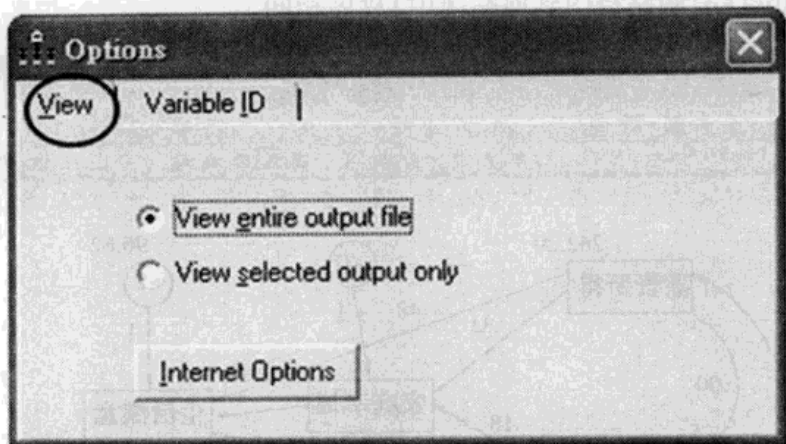 Options
View Variable ID
View entire output file
View selected output only
Internet Options